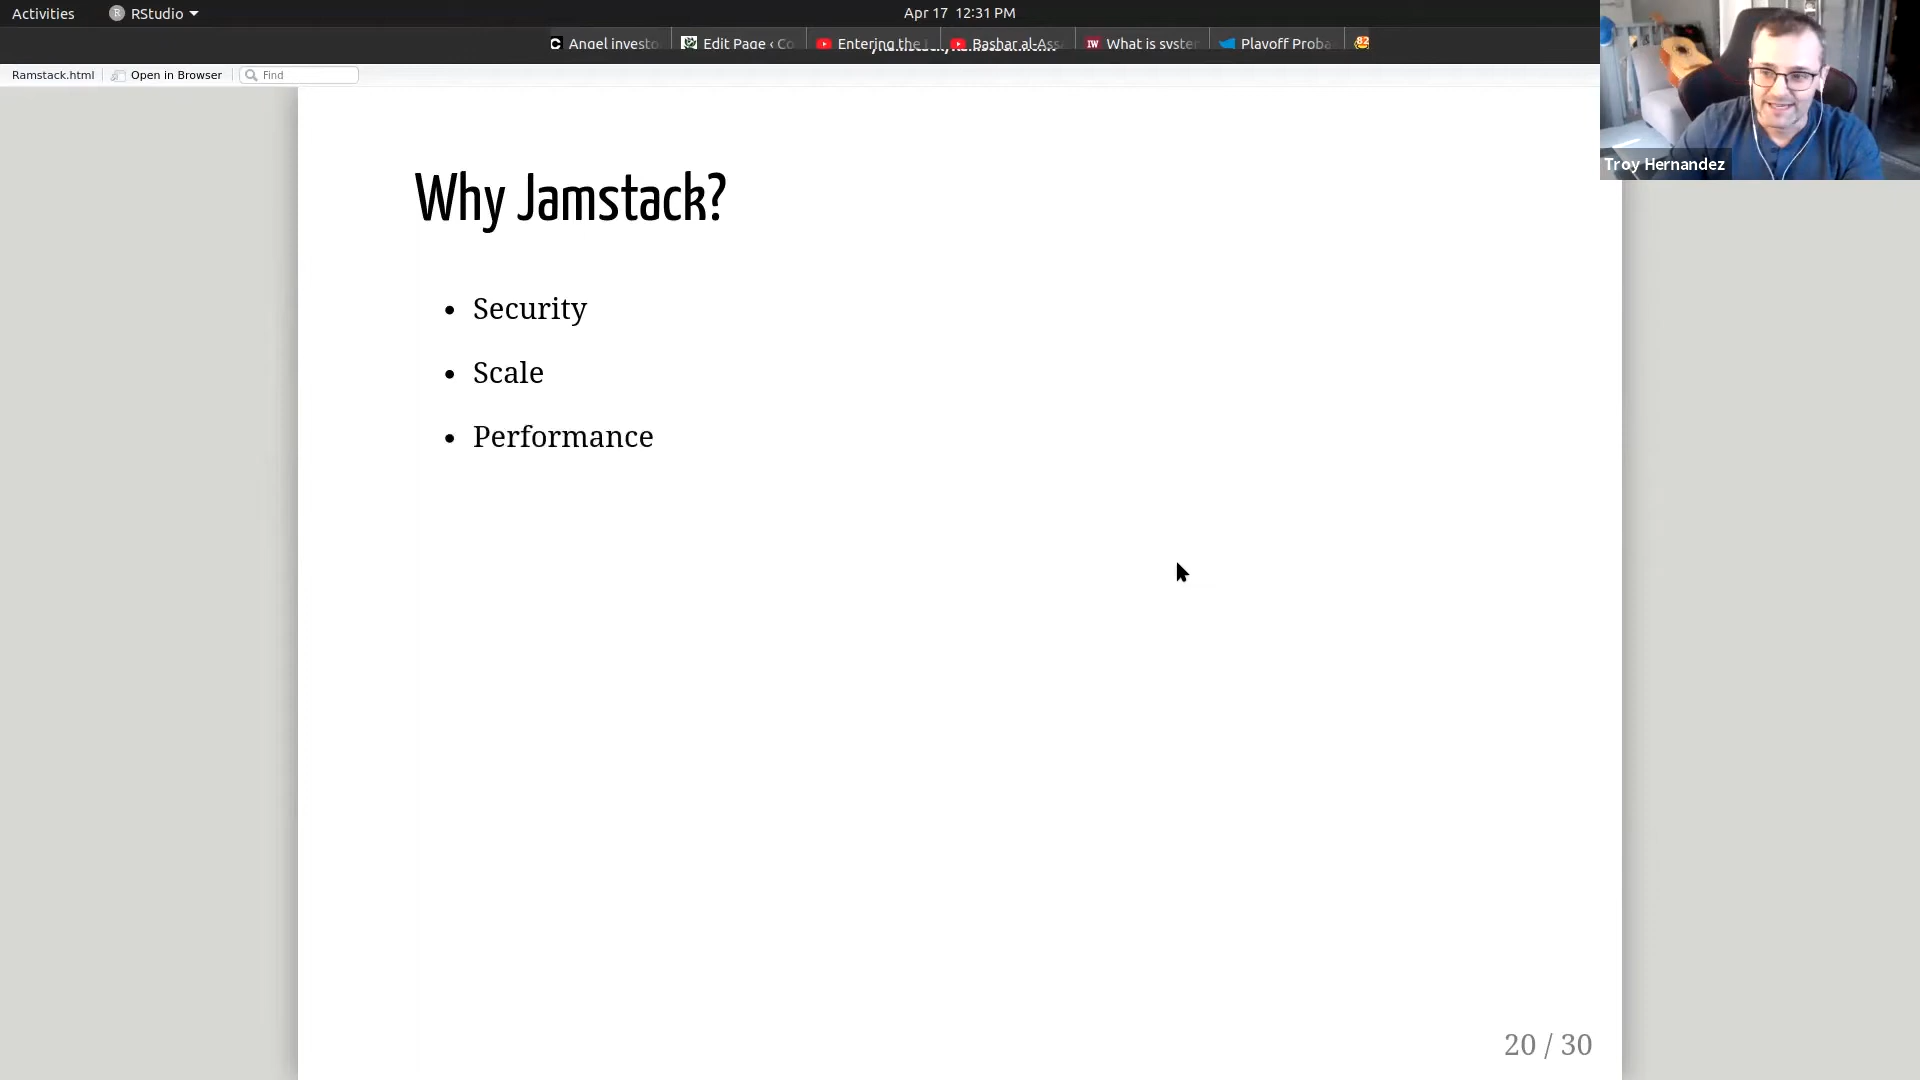 Activities
RStudio
Apr 17 12:31 PM
Angel investo
Edit Page ‹ Co
Entering the
Bashar al-Ass
What is syster
Playoff Proba
Ramstack.html
Open in Browser
Find
Troy Hernandez
Why Jamstack?
• Security
• Scale
• Performance
20 / 30